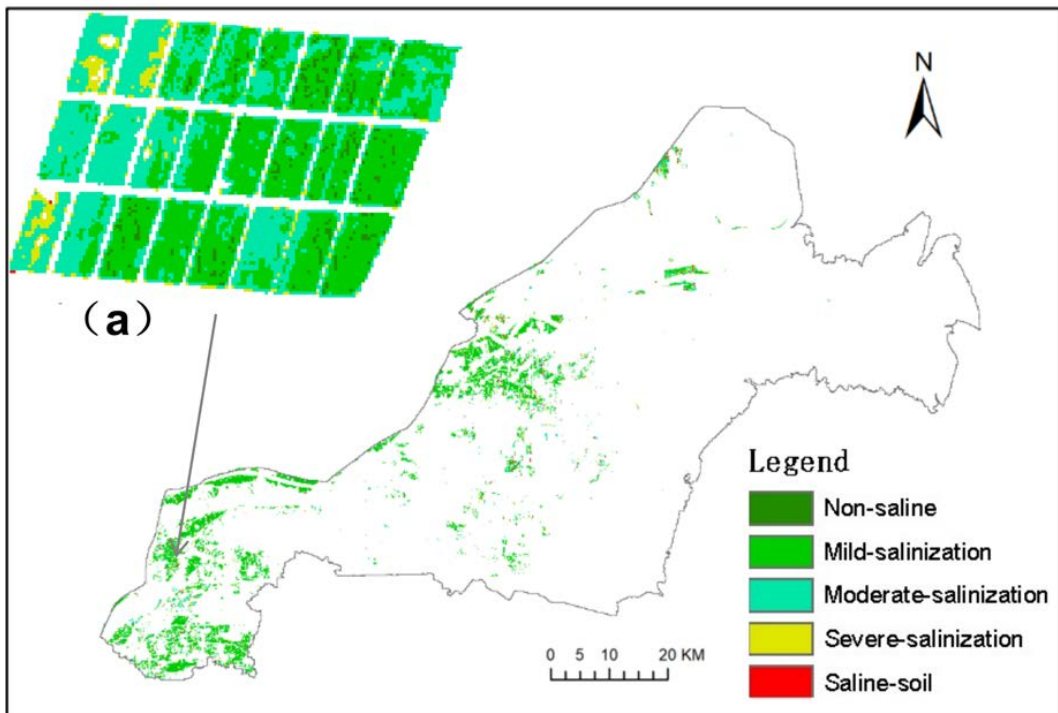 N
（a）
Legend
Non-saline
Mild-salinization
Moderate-salinization
Severe-salinization
Saline-soil
0 5 10 20 KM